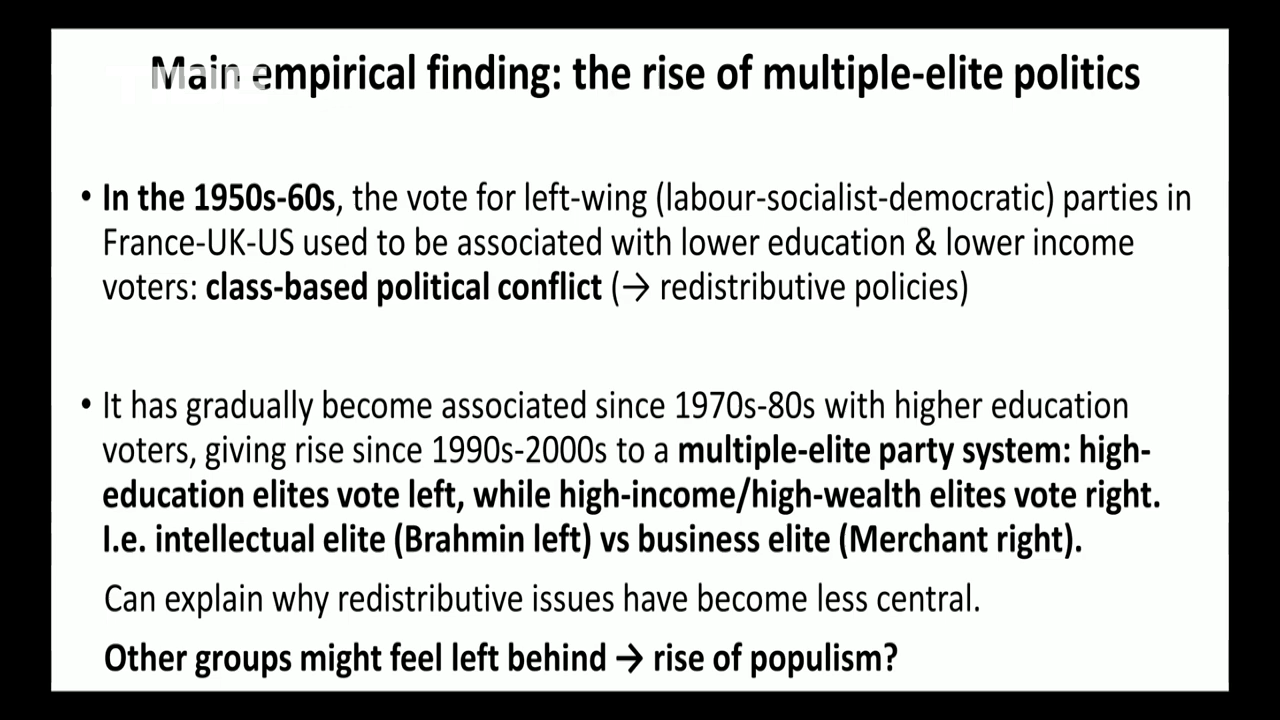 Main empirical finding: the rise of multiple-elite politics
• In the 1950s-60s, the vote for left-wing (labour-socialist-democratic) parties in
France-UK-US used to be associated with lower education & lower income
voters: class-based political conflict (→ redistributive policies)
• It has gradually become associated since 1970s-80s with higher education
voters, giving rise since 1990s-2000s to a multiple-elite party system: high-
education elites vote left, while high-income/high-wealth elites vote right.
I.e. intellectual elite (Brahmin left) vs business elite (Merchant right).
Can explain why redistributive issues have become less central.
Other groups might feel left behind → rise of populism?